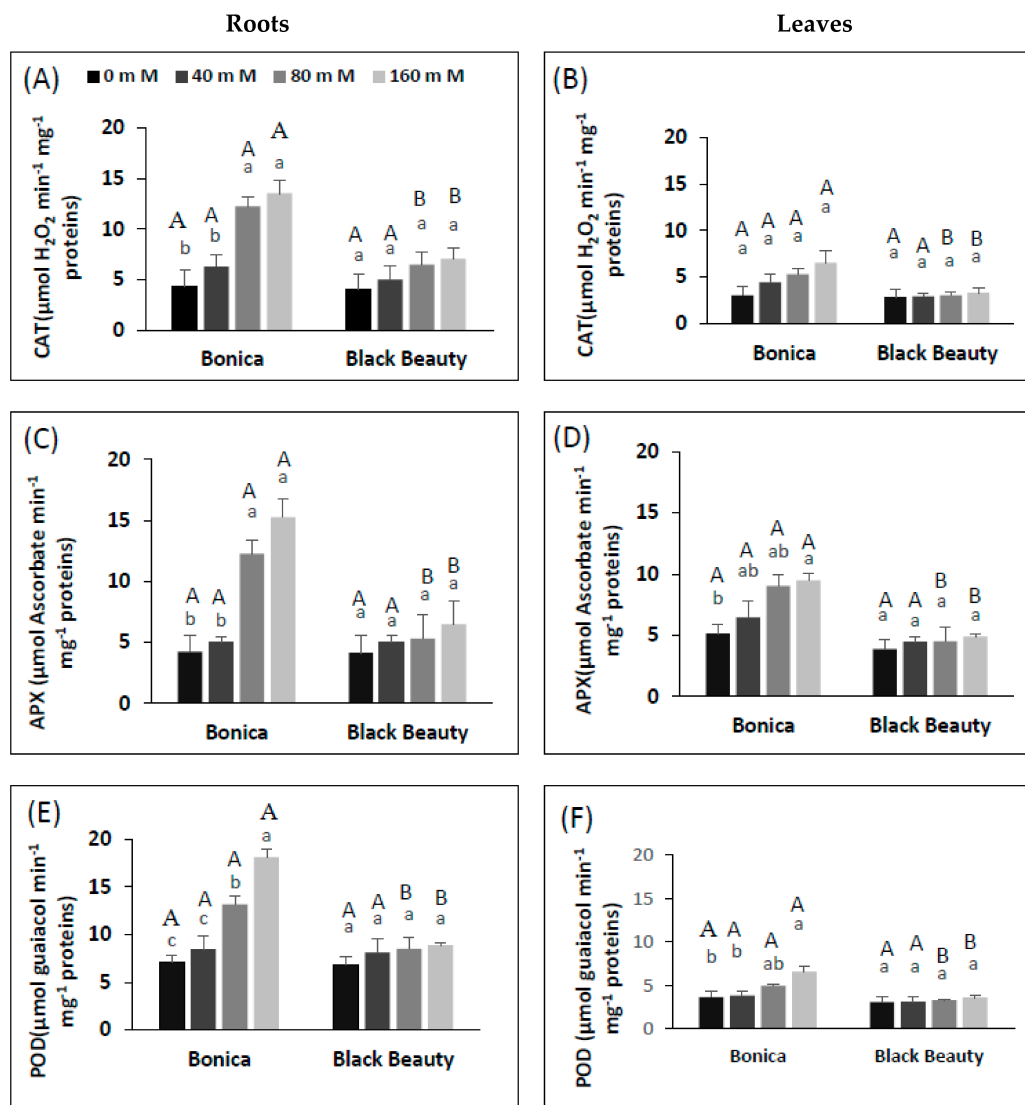 Roots
Leaves
(A)
0 m M 40 m M 80 m M 160 m M
CAT(µmol H₂O₂ min⁻¹ mg⁻¹
proteins)
20
15
10
5
0
A A A A A A B B
b b a a a a a a
Bonica Black Beauty
(B)
CAT(µmol H₂O₂ min⁻¹ mg⁻¹
proteins)
20
15
10
5
0
A A A A A A B B
a a a a a a a a
Bonica Black Beauty
(C)
APX (µmol Ascorbate min⁻¹
mg⁻¹ proteins)
20
15
10
5
0
A A A A A A B B
b b a a a a a a
Bonica Black Beauty
(D)
APX(µmol Ascorbate min⁻¹
mg⁻¹ proteins)
20
15
10
5
0
A A A A A A B B
b ab ab a a a a a
Bonica Black Beauty
(E)
POD(µmol guaiacol min⁻¹
mg⁻¹ proteins)
20
15
10
5
0
A A A A A A B B
c c b a a a a a
Bonica Black Beauty
(F)
POD (µmol guaiacol min⁻¹
mg⁻¹ proteins)
20
15
10
5
0
A A A A A A B B
b b ab a a a a a
Bonica Black Beauty